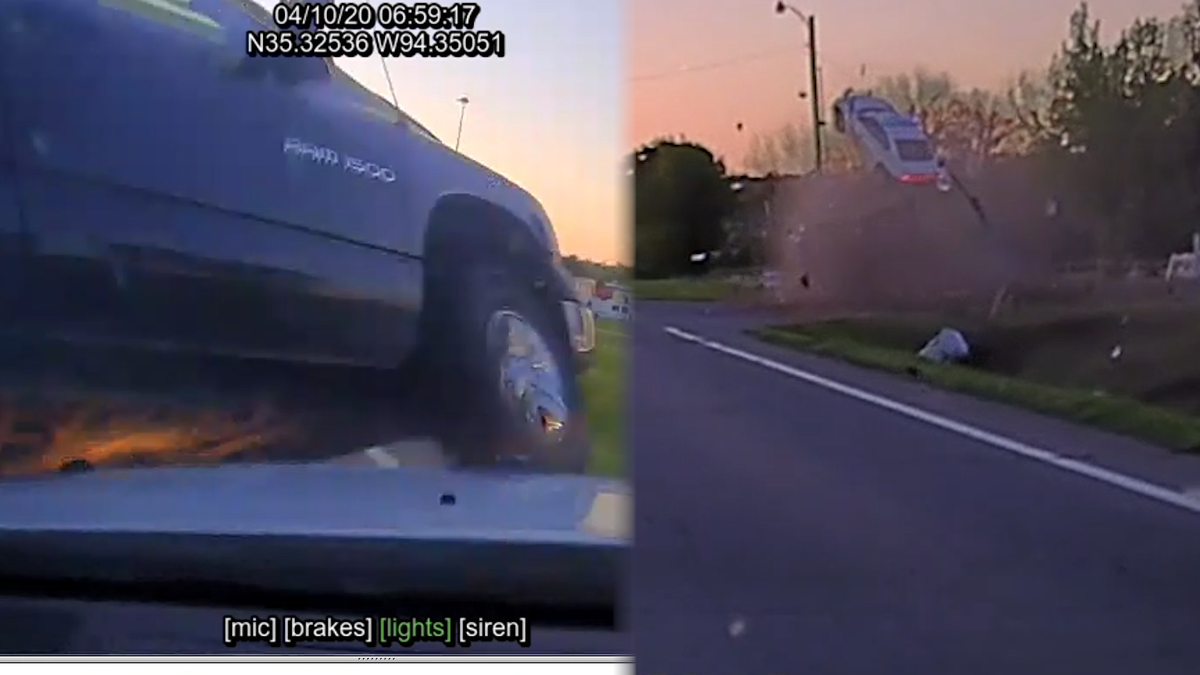 04/10/20 06:59:17
N35.32536 W94.35051
RAM 1500
[mic] [brakes] [lights] [siren]